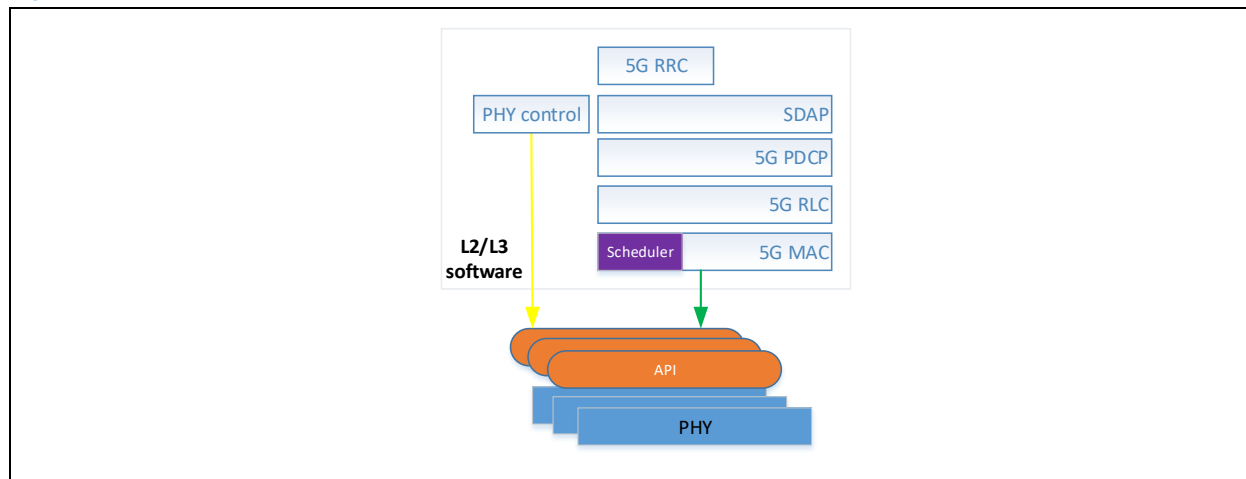 5G RRC
PHY control
SDAP
5G PDCP
5G RLC
L2/L3
software
Scheduler
5G MAC
API
PHY